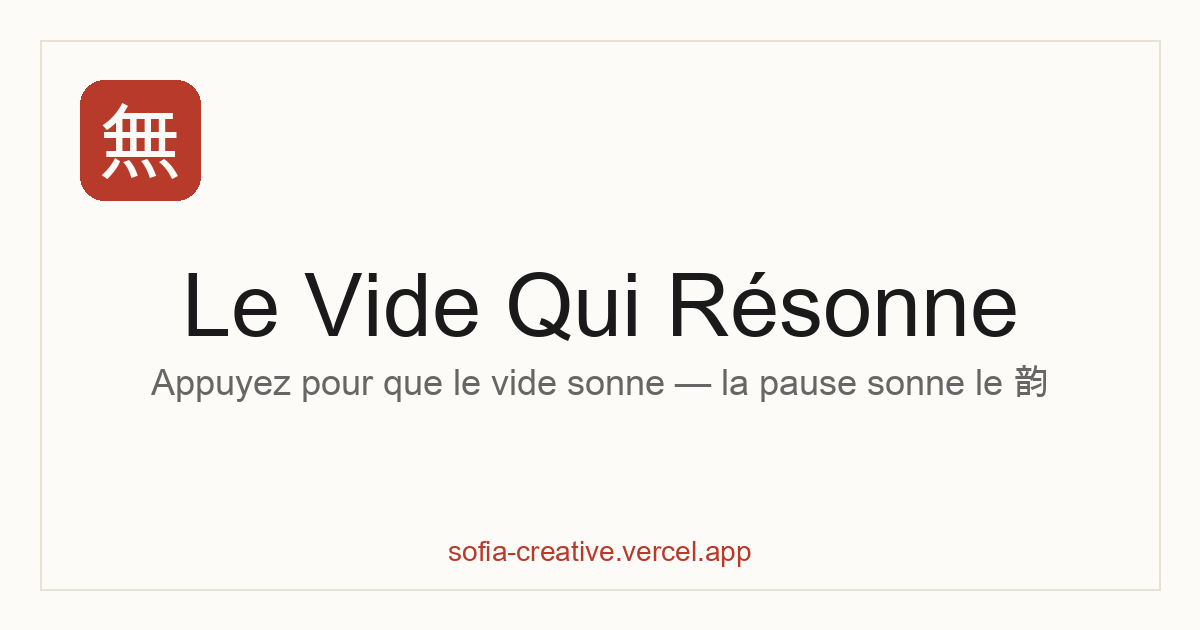 無
Le Vide Qui Résonne
Appuyez pour que le vide sonne — la pause sonne le 韵
sofia-creative.vercel.app